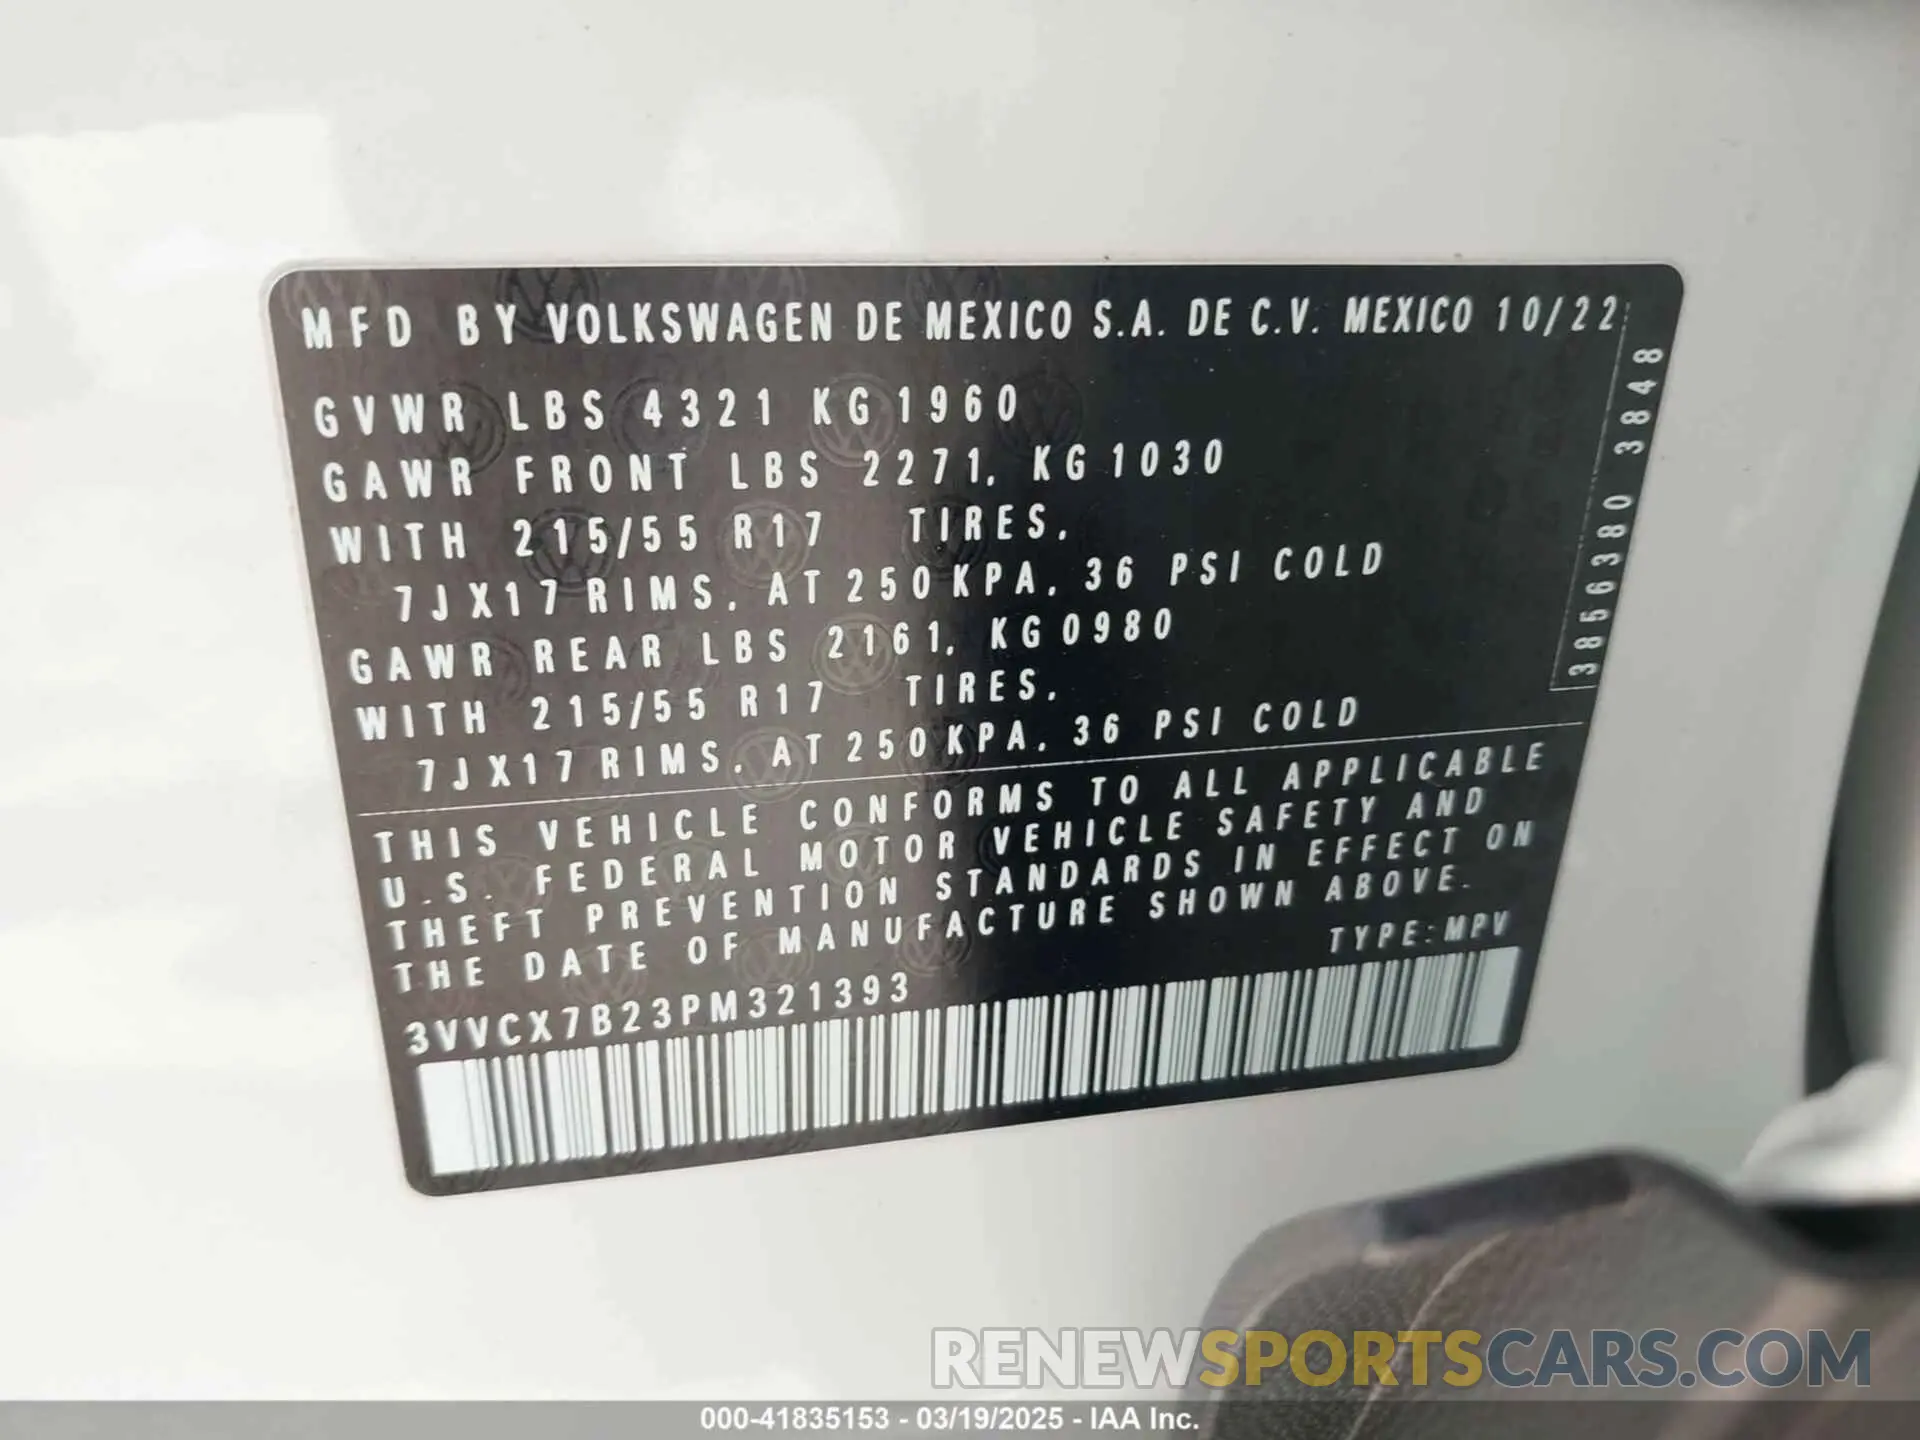 MFD BY VOLKSWAGEN DE MEXICO S.A. DE C.V. MEXICO 10/22
GVWR LBS 4321 KG 1960
GAWR FRONT LBS 2271, KG 1030
WITH 215/55 R17 TIRES,
7JX17 RIMS, AT 250 KPA, 36 PSI COLD
GAWR REAR LBS 2161, KG 0980
WITH 215/55 R17 TIRES,
7JX17 RIMS, AT 250 KPA, 36 PSI COLD
3856380 3848
THIS VEHICLE CONFORMS TO ALL APPLICABLE
U.S. FEDERAL MOTOR VEHICLE SAFETY AND
THEFT PREVENTION STANDARDS IN EFFECT ON
THE DATE OF MANUFACTURE SHOWN ABOVE.
TYPE: MPV
3VVCX7B23PM321393
RENEWSPORTSCARS.COM
000-41835153 - 03/19/2025 - IAA Inc.